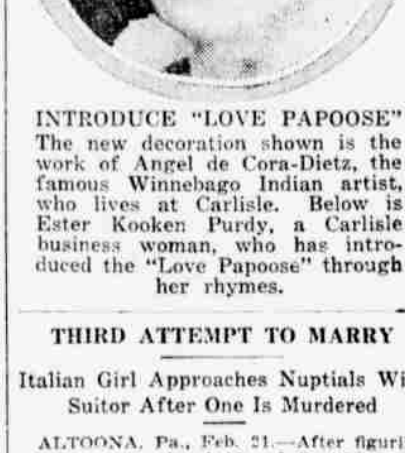 INTRODUCE "LOVE PAPOOSE"
The new decoration shown is the
work of Angel de Cora-Dietz, the
famous Winnebago Indian artist,
who lives at Carlisle. Below is
Ester Kooken Purdy, a Carlisle
business woman, who has intro-
duced the "Love Papoose" through
her rhymes.
THIRD ATTEMPT TO MARRY
Italian Girl Approaches Nuptials Wi
Suitor After One Is Murdered
ALTOONA, Pa., Feb. 21.—After figuri